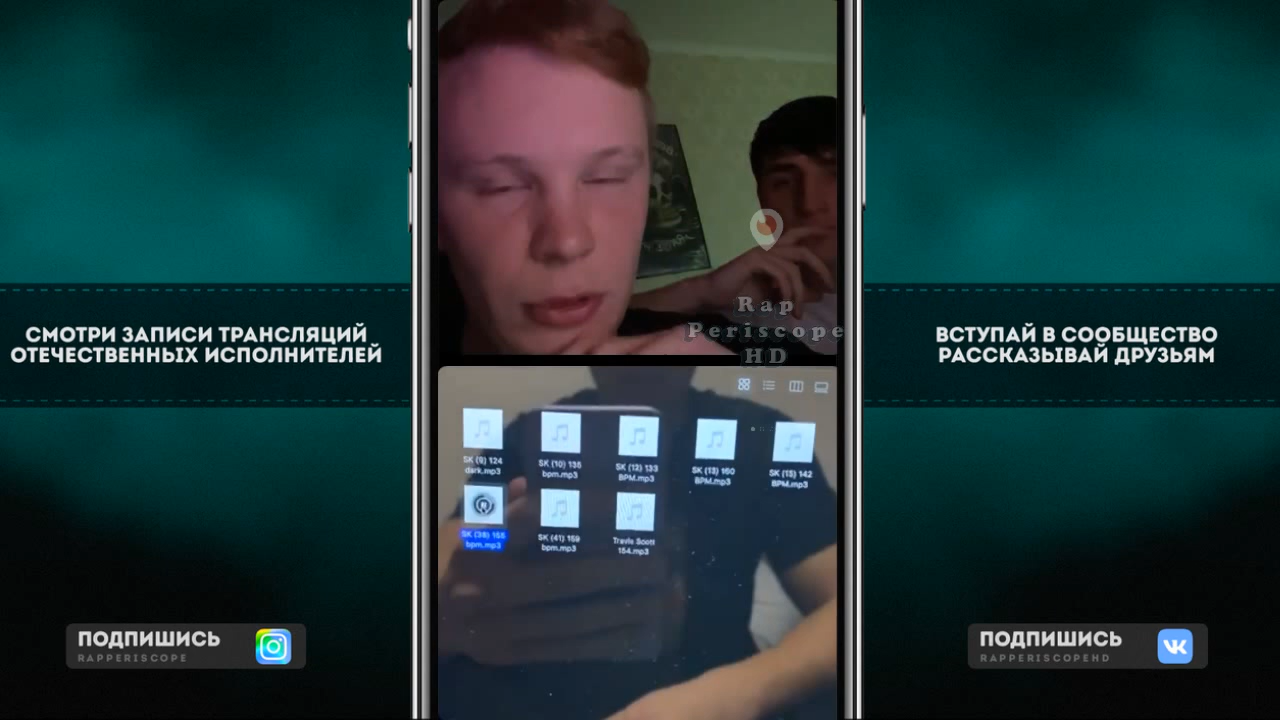 СМОТРИ ЗАПИСИ ТРАНСЛЯЦИЙ
ОТЕЧЕСТВЕННЫХ ИСПОЛНИТЕЛЕЙ
ПОДПИШИСЬ
RAPPERISCOPE
Rap
Periscope
HD
SK (9) 124
dark.mp3
SK (10) 135
bpm.mp3
SK (12) 133
BPM.mp3
SK (13) 160
BPM.mp3
SK (15) 142
BPM.mp3
SK (38) 155
bpm.mp3
SK (41) 159
bpm.mp3
Travis Scott
154.mp3
ВСТУПАЙ В СООБЩЕСТВО
РАССКАЗЫВАЙ ДРУЗЬЯМ
ПОДПИШИСЬ
RAPPERISCOPEHD